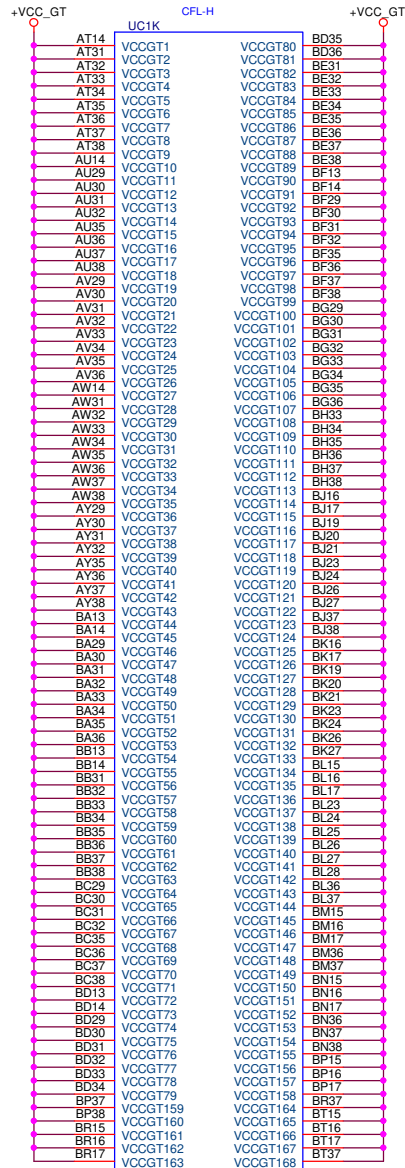 +VCC_GT CFL-H +VCC_GT
UC1K
AT14 VCCGT1 VCCGT80 BD35
AT31 VCCGT2 VCCGT81 BD36
AT32 VCCGT3 VCCGT82 BE31
AT33 VCCGT4 VCCGT83 BE32
AT34 VCCGT5 VCCGT84 BE33
AT35 VCCGT6 VCCGT85 BE34
AT36 VCCGT7 VCCGT86 BE35
AT37 VCCGT8 VCCGT87 BE36
AT38 VCCGT9 VCCGT88 BE37
AU14 VCCGT10 VCCGT89 BE38
AU29 VCCGT11 VCCGT90 BF13
AU30 VCCGT12 VCCGT91 BF14
AU31 VCCGT13 VCCGT92 BF29
AU32 VCCGT14 VCCGT93 BF30
AU35 VCCGT15 VCCGT94 BF31
AU36 VCCGT16 VCCGT95 BF32
AU37 VCCGT17 VCCGT96 BF35
AU38 VCCGT18 VCCGT97 BF36
AV29 VCCGT19 VCCGT98 BF37
AV30 VCCGT20 VCCGT99 BF38
AV31 VCCGT21 VCCGT100 BG29
AV32 VCCGT22 VCCGT101 BG30
AV33 VCCGT23 VCCGT102 BG31
AV34 VCCGT24 VCCGT103 BG32
AV35 VCCGT25 VCCGT104 BG33
AV36 VCCGT26 VCCGT105 BG34
AW14 VCCGT27 VCCGT106 BG35
AW31 VCCGT28 VCCGT107 BG36
AW32 VCCGT29 VCCGT108 BH33
AW33 VCCGT30 VCCGT109 BH34
AW34 VCCGT31 VCCGT110 BH35
AW35 VCCGT32 VCCGT111 BH36
AW36 VCCGT33 VCCGT112 BH37
AW37 VCCGT34 VCCGT113 BH38
AW38 VCCGT35 VCCGT114 BJ16
AY29 VCCGT36 VCCGT115 BJ17
AY30 VCCGT37 VCCGT116 BJ19
AY31 VCCGT38 VCCGT117 BJ20
AY32 VCCGT39 VCCGT118 BJ21
AY35 VCCGT40 VCCGT119 BJ23
AY36 VCCGT41 VCCGT120 BJ24
AY37 VCCGT42 VCCGT121 BJ26
AY38 VCCGT43 VCCGT122 BJ27
BA13 VCCGT44 VCCGT123 BJ37
BA14 VCCGT45 VCCGT124 BJ38
BA29 VCCGT46 VCCGT125 BK16
BA30 VCCGT47 VCCGT126 BK17
BA31 VCCGT48 VCCGT127 BK19
BA32 VCCGT49 VCCGT128 BK20
BA33 VCCGT50 VCCGT129 BK21
BA34 VCCGT51 VCCGT130 BK23
BA35 VCCGT52 VCCGT131 BK24
BA36 VCCGT53 VCCGT132 BK26
BB13 VCCGT54 VCCGT133 BK27
BB14 VCCGT55 VCCGT134 BL15
BB31 VCCGT56 VCCGT135 BL16
BB32 VCCGT57 VCCGT136 BL17
BB33 VCCGT58 VCCGT137 BL23
BB34 VCCGT59 VCCGT138 BL24
BB35 VCCGT60 VCCGT139 BL25
BB36 VCCGT61 VCCGT140 BL26
BB37 VCCGT62 VCCGT141 BL27
BB38 VCCGT63 VCCGT142 BL28
BC29 VCCGT64 VCCGT143 BL36
BC30 VCCGT65 VCCGT144 BL37
BC31 VCCGT66 VCCGT145 BM15
BC32 VCCGT67 VCCGT146 BM16
BC35 VCCGT68 VCCGT147 BM17
BC36 VCCGT69 VCCGT148 BM36
BC37 VCCGT70 VCCGT149 BM37
BC38 VCCGT71 VCCGT150 BN15
BD13 VCCGT72 VCCGT151 BN16
BD14 VCCGT73 VCCGT152 BN17
BD29 VCCGT74 VCCGT153 BN36
BD30 VCCGT75 VCCGT154 BN37
BD31 VCCGT76 VCCGT155 BN38
BD32 VCCGT77 VCCGT156 BP15
BD33 VCCGT78 VCCGT157 BP16
BD34 VCCGT79 VCCGT158 BP17
BP37 VCCGT159 VCCGT164 BR37
BP38 VCCGT160 VCCGT165 BT15
BR15 VCCGT161 VCCGT166 BT16
BR16 VCCGT162 VCCGT167 BT17
BR17 VCCGT163 VCCGT168 BT37